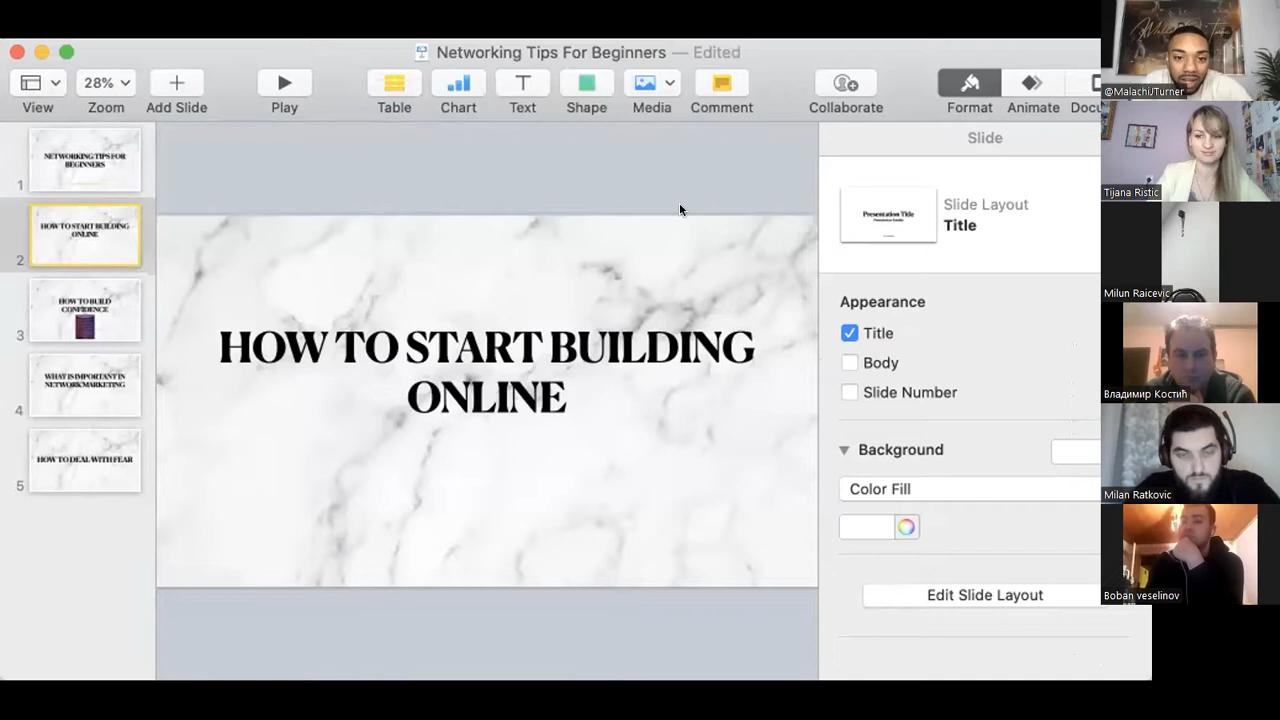 Networking Tips For Beginners — Edited
View
28%
Zoom
Add Slide
Play
Table
Chart
Text
Shape
Media
Comment
Collaborate
Format
Animate
Docu
1
NETWORKING TIPS FOR
BEGINNERS
2
HOW TO START BUILDING
ONLINE
3
HOW TO BUILD
CONFIDENCE
4
WHAT IS IMPORTANT IN
NETWORK MARKETING
5
HOW TO DEAL WITH FEAR
HOW TO START BUILDING
ONLINE
Slide
Presentation Title
Slide Layout
Title
Appearance
Title
Body
Slide Number
Background
Color Fill
Edit Slide Layout
@MalachiJTurner
Tijana Ristic
Milun Raicevic
Владимир Костић
Milan Ratkovic
Boban veselinov